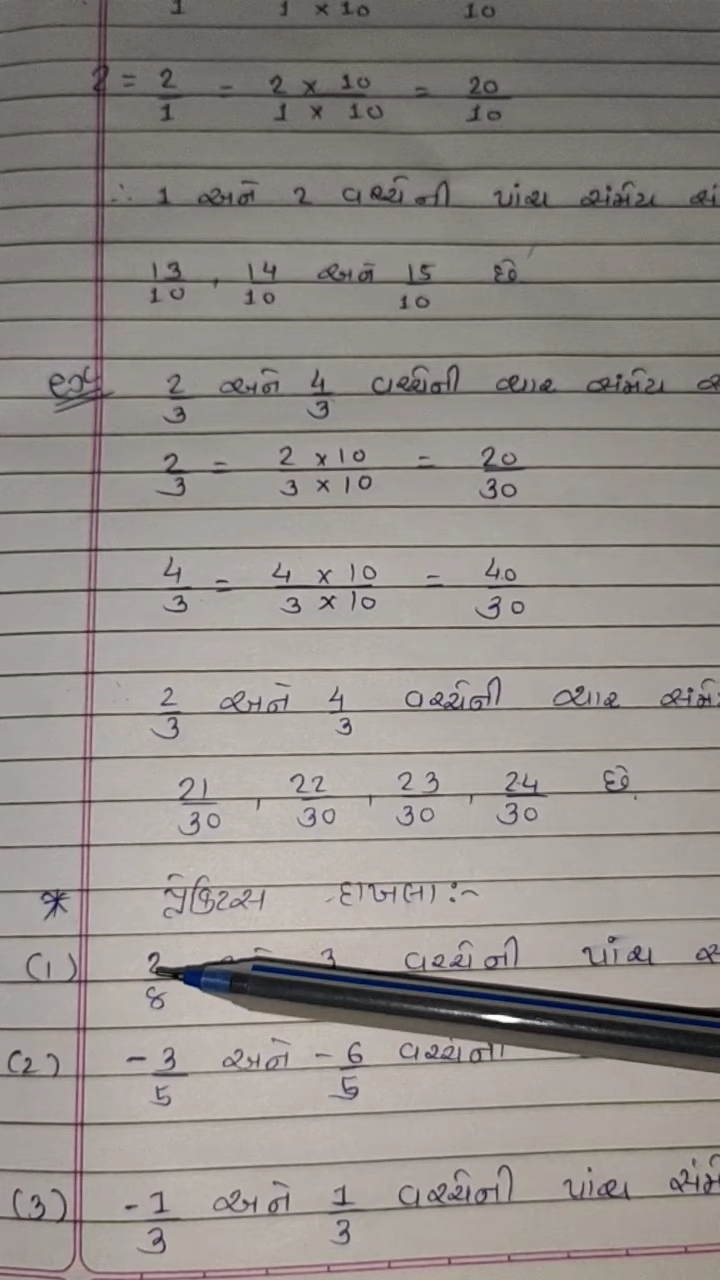 1 1 × 10 10
2 = 2/1 = 2 × 10 / 1 × 10 = 20/10
∴ 1 અને 2 વચ્ચેની પાંચ સંમેય
13/10 , 14/10 અને 15/10 છે
2/3 અને 4/3 વચ્ચેની ચાર સંમેય
2/3 = 2 × 10 / 3 × 10 = 20/30
4/3 = 4 × 10 / 3 × 10 = 40/30
2/3 અને 4/3 વચ્ચેની ચાર
21/30 , 22/30 , 23/30 , 24/30 છે.
* પ્રેક્ટિસ દાખલા :-
(1) 2/8 3 વચ્ચેની પાંચ
(2) -3/5 અને -6/5 વચ્ચેની
(3) -1/3 અને 1/3 વચ્ચેની પાંચ